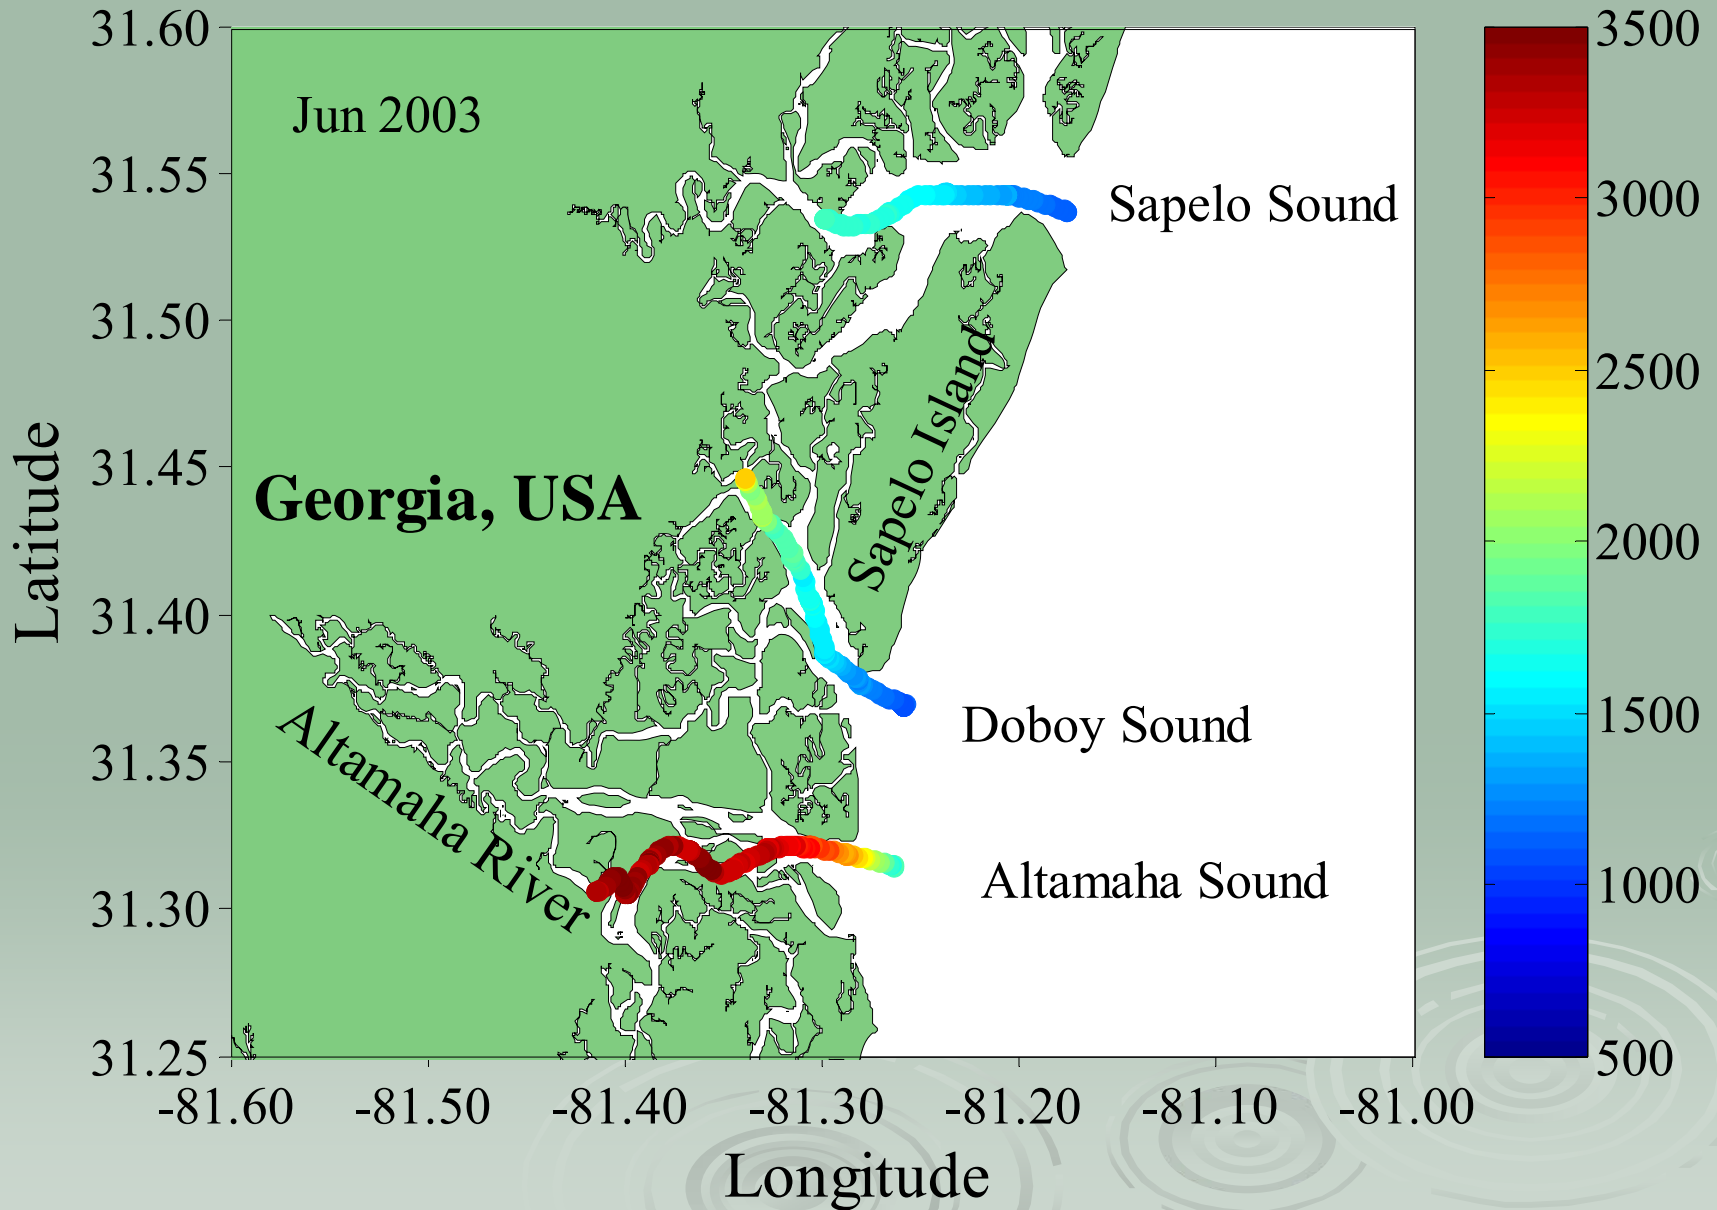 31.60
31.55
31.50
31.45
31.40
31.35
31.30
31.25
Latitude
Jun 2003
Sapelo Sound
Sapelo Island
Georgia, USA
Doboy Sound
Altamaha River
Altamaha Sound
-81.60
-81.50
-81.40
-81.30
-81.20
-81.10
-81.00
Longitude
3500
3000
2500
2000
1500
1000
500